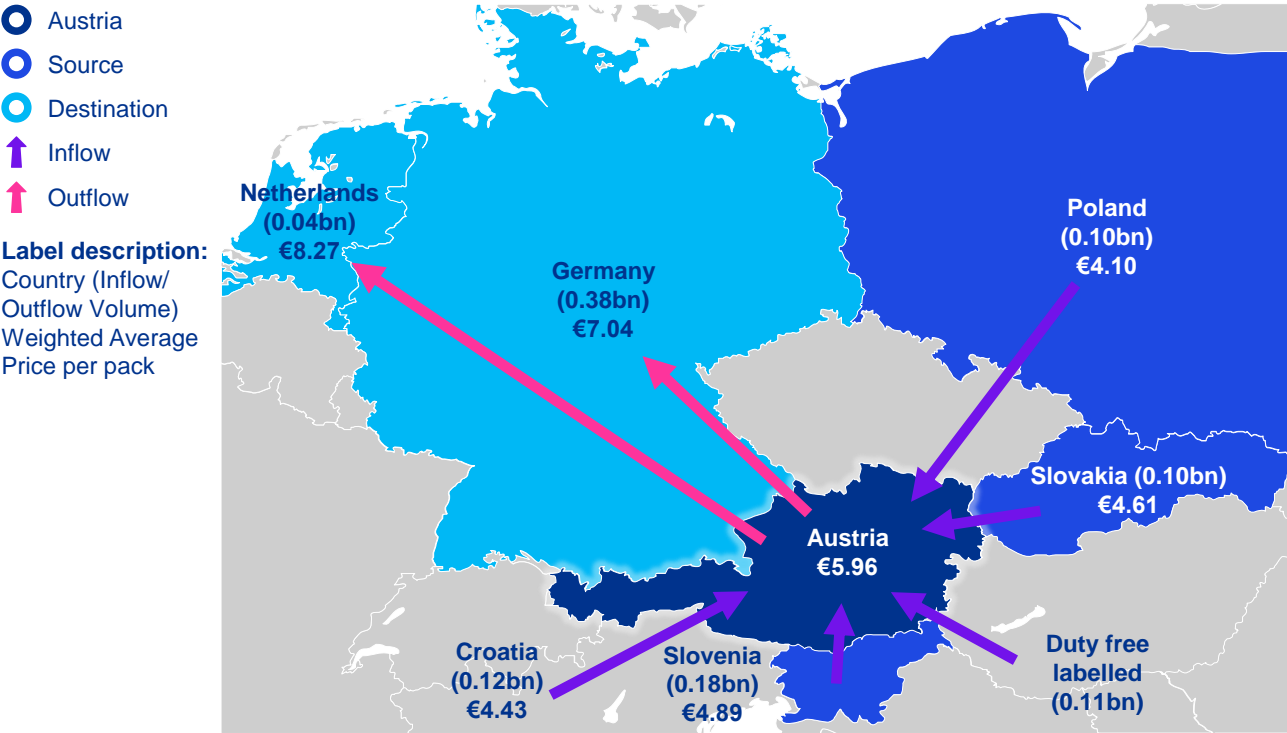 Austria
Source
Destination
Inflow
Outflow
Label description:
Country (Inflow/
Outflow Volume)
Weighted Average
Price per pack
Netherlands
(0.04bn)
€8.27
Germany
(0.38bn)
€7.04
Poland
(0.10bn)
€4.10
Slovakia (0.10bn)
€4.61
Austria
€5.96
Croatia
(0.12bn)
€4.43
Slovenia
(0.18bn)
€4.89
Duty free
labelled
(0.11bn)